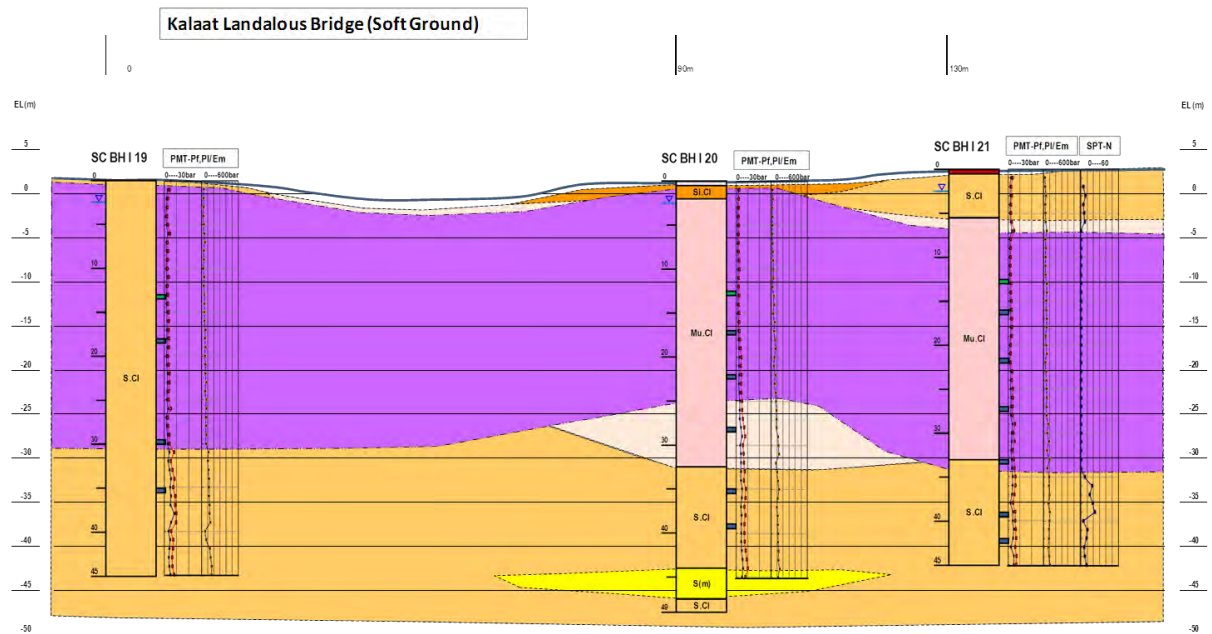 Kalaat Landalous Bridge (Soft Ground)
0
90m
130m
EL(m)
EL(m)
SC BH I 19
PMT-Pf,Pl/Em
0----30bar
0----600bar
SC BH I 20
PMT-Pf,Pl/Em
0----30bar
0----600bar
SC BH I 21
PMT-Pf,Pl/Em
SPT-N
0----30bar
0----600bar
0----60
5
0
-5
-10
-15
-20
-25
-30
-35
-40
-45
-50
0
10
20
30
40
45
S.Cl
0
10
20
30
40
Si.Cl
Mu.Cl
S.Cl
S(m)
S.Cl
0
10
20
30
40
45
S.Cl
Mu.Cl
S.Cl
5
0
-5
-10
-15
-20
-25
-30
-35
-40
-45
-50